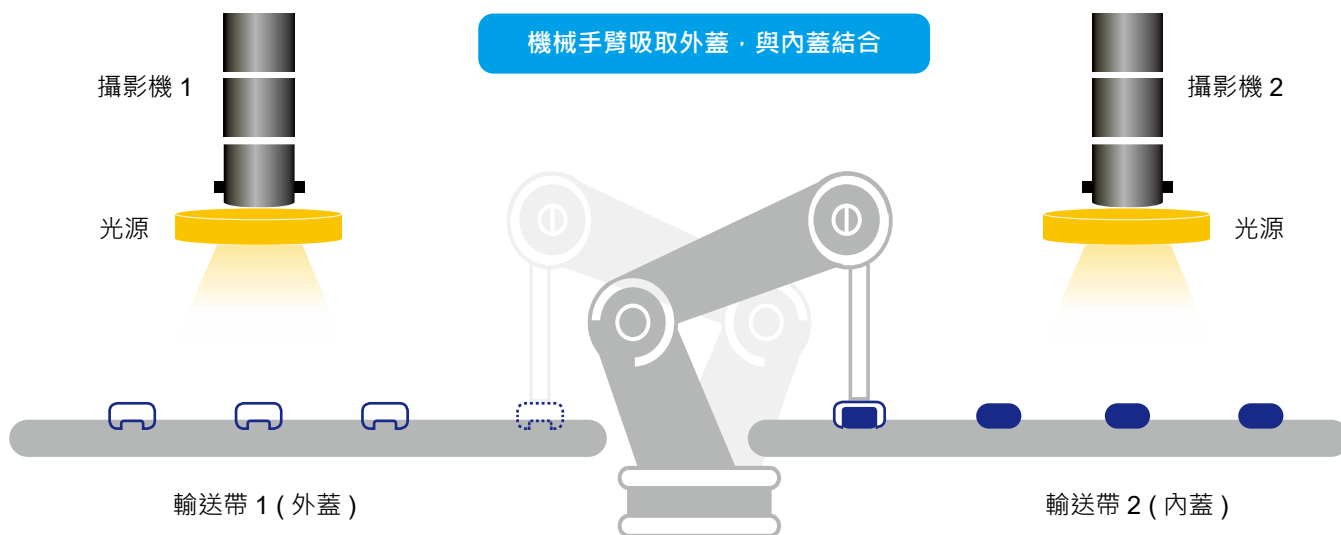 機械手臂吸取外蓋，與內蓋結合
攝影機 1
攝影機 2
光源
光源
輸送帶 1 ( 外蓋 )
輸送帶 2 ( 內蓋 )